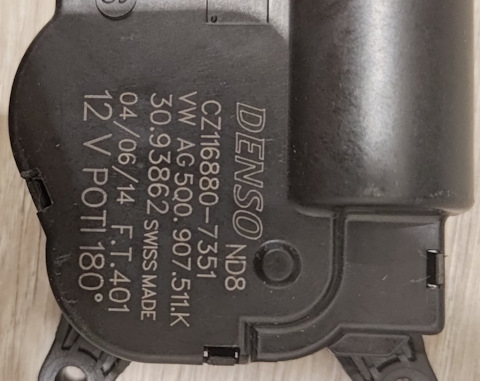 DENSO ND8
CZ116880-7351
VW AG 5Q0.907.511.K
30.93862 SWISS MADE
04/06/14 F.T.401
12 V POTI 180°